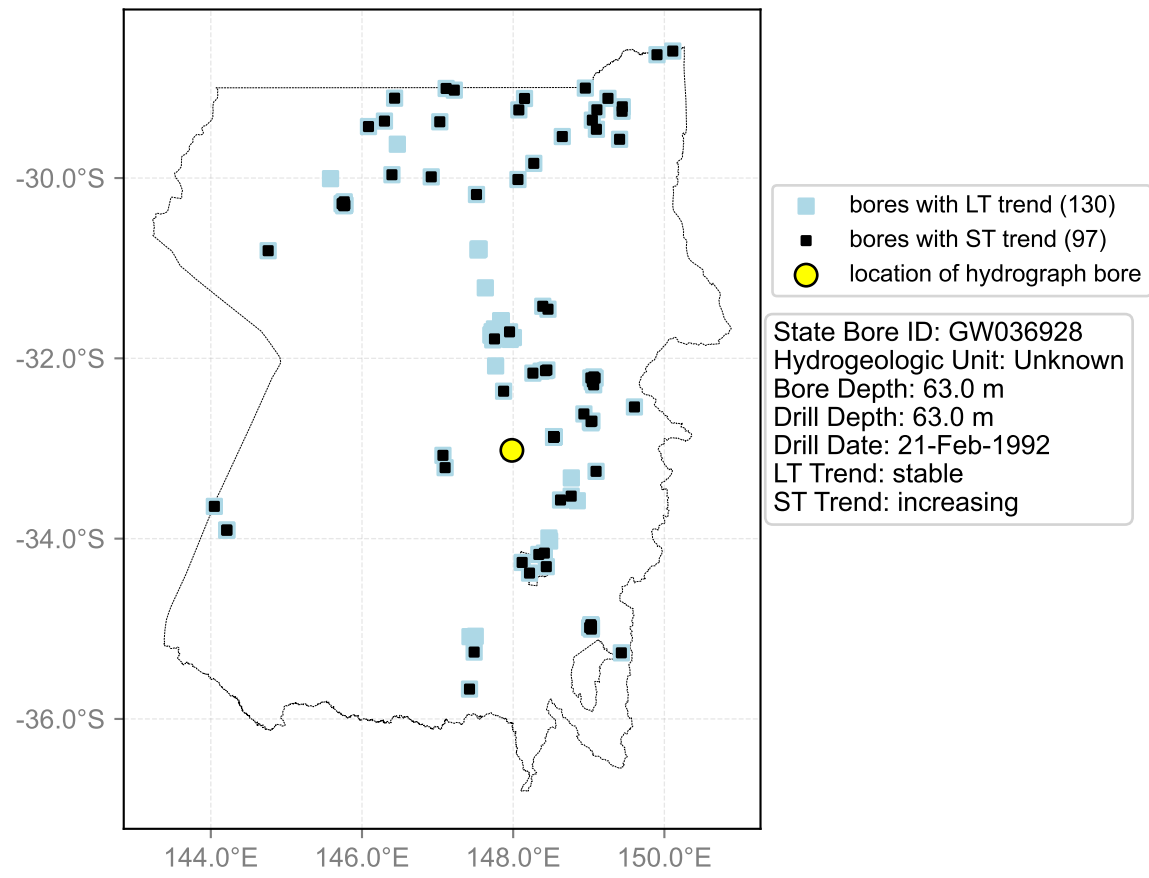 -30.0°S
-32.0°S
-34.0°S
-36.0°S
144.0°E
146.0°E
148.0°E
150.0°E
bores with LT trend (130)
bores with ST trend (97)
location of hydrograph bore
State Bore ID: GW036928
Hydrogeologic Unit: Unknown
Bore Depth: 63.0 m
Drill Depth: 63.0 m
Drill Date: 21-Feb-1992
LT Trend: stable
ST Trend: increasing